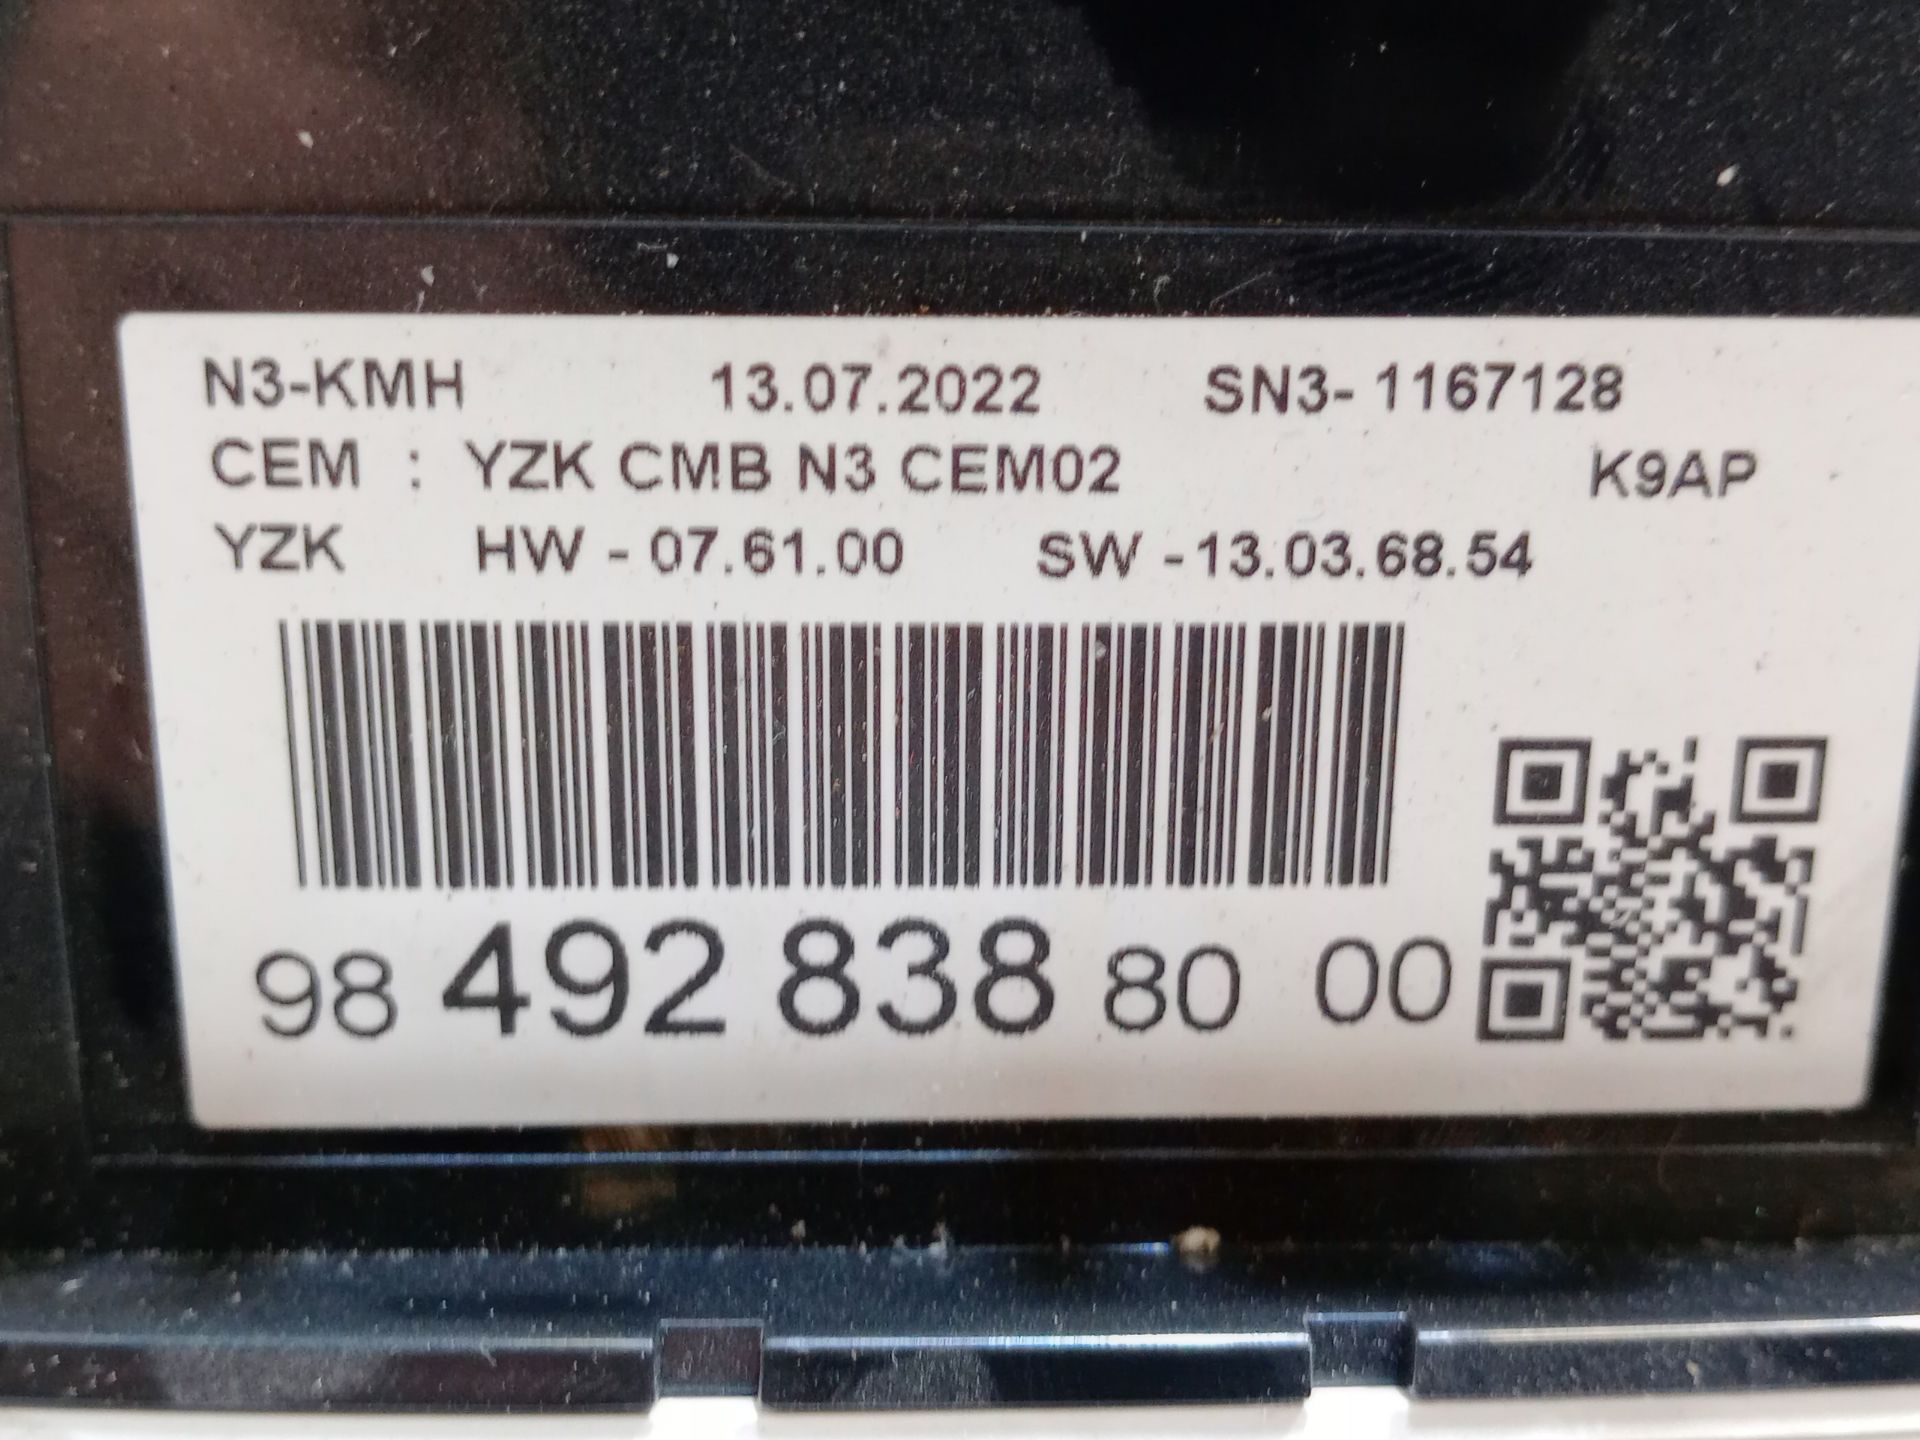 N3-KMH 13.07.2022 SN3- 1167128
CEM : YZK CMB N3 CEM02 K9AP
YZK HW - 07.61.00 SW -13.03.68.54
98 492 838 80 00